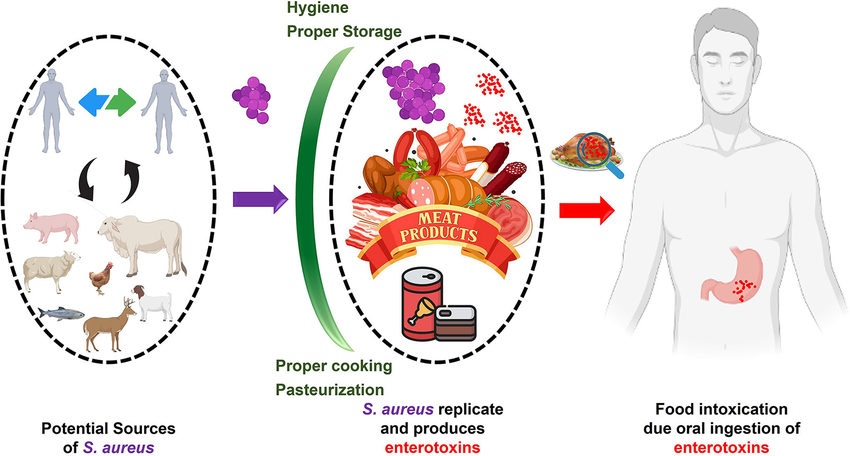 Hygiene
Proper Storage
MEAT
PRODUCTS
Proper cooking
Pasteurization
Potential Sources
of S. aureus
S. aureus replicate
and produces
enterotoxins
Food intoxication
due oral ingestion of
enterotoxins